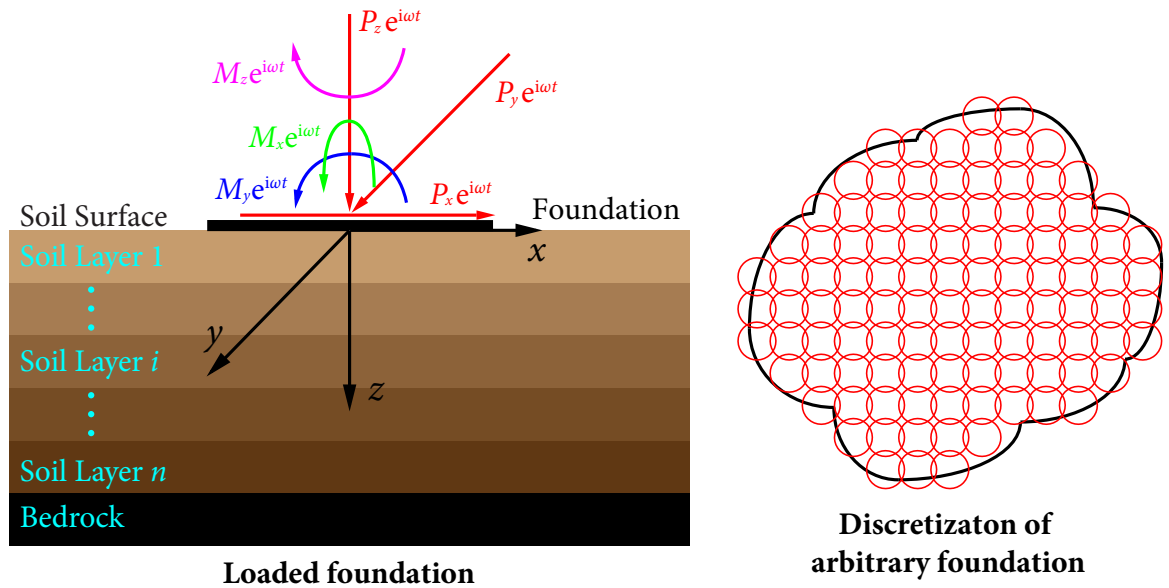 P_z e^{iωt}
M_z e^{iωt}
P_y e^{iωt}
M_x e^{iωt}
M_y e^{iωt}
P_x e^{iωt}
Soil Surface
Foundation
Soil Layer 1
x
y
Soil Layer i
z
Soil Layer n
Bedrock
Loaded foundation
Discretizaton of
arbitrary foundation